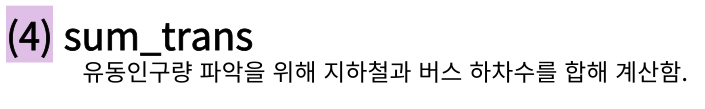 (4) sum_trans
유동인구량 파악을 위해 지하철과 버스 하차수를 합해 계산함.